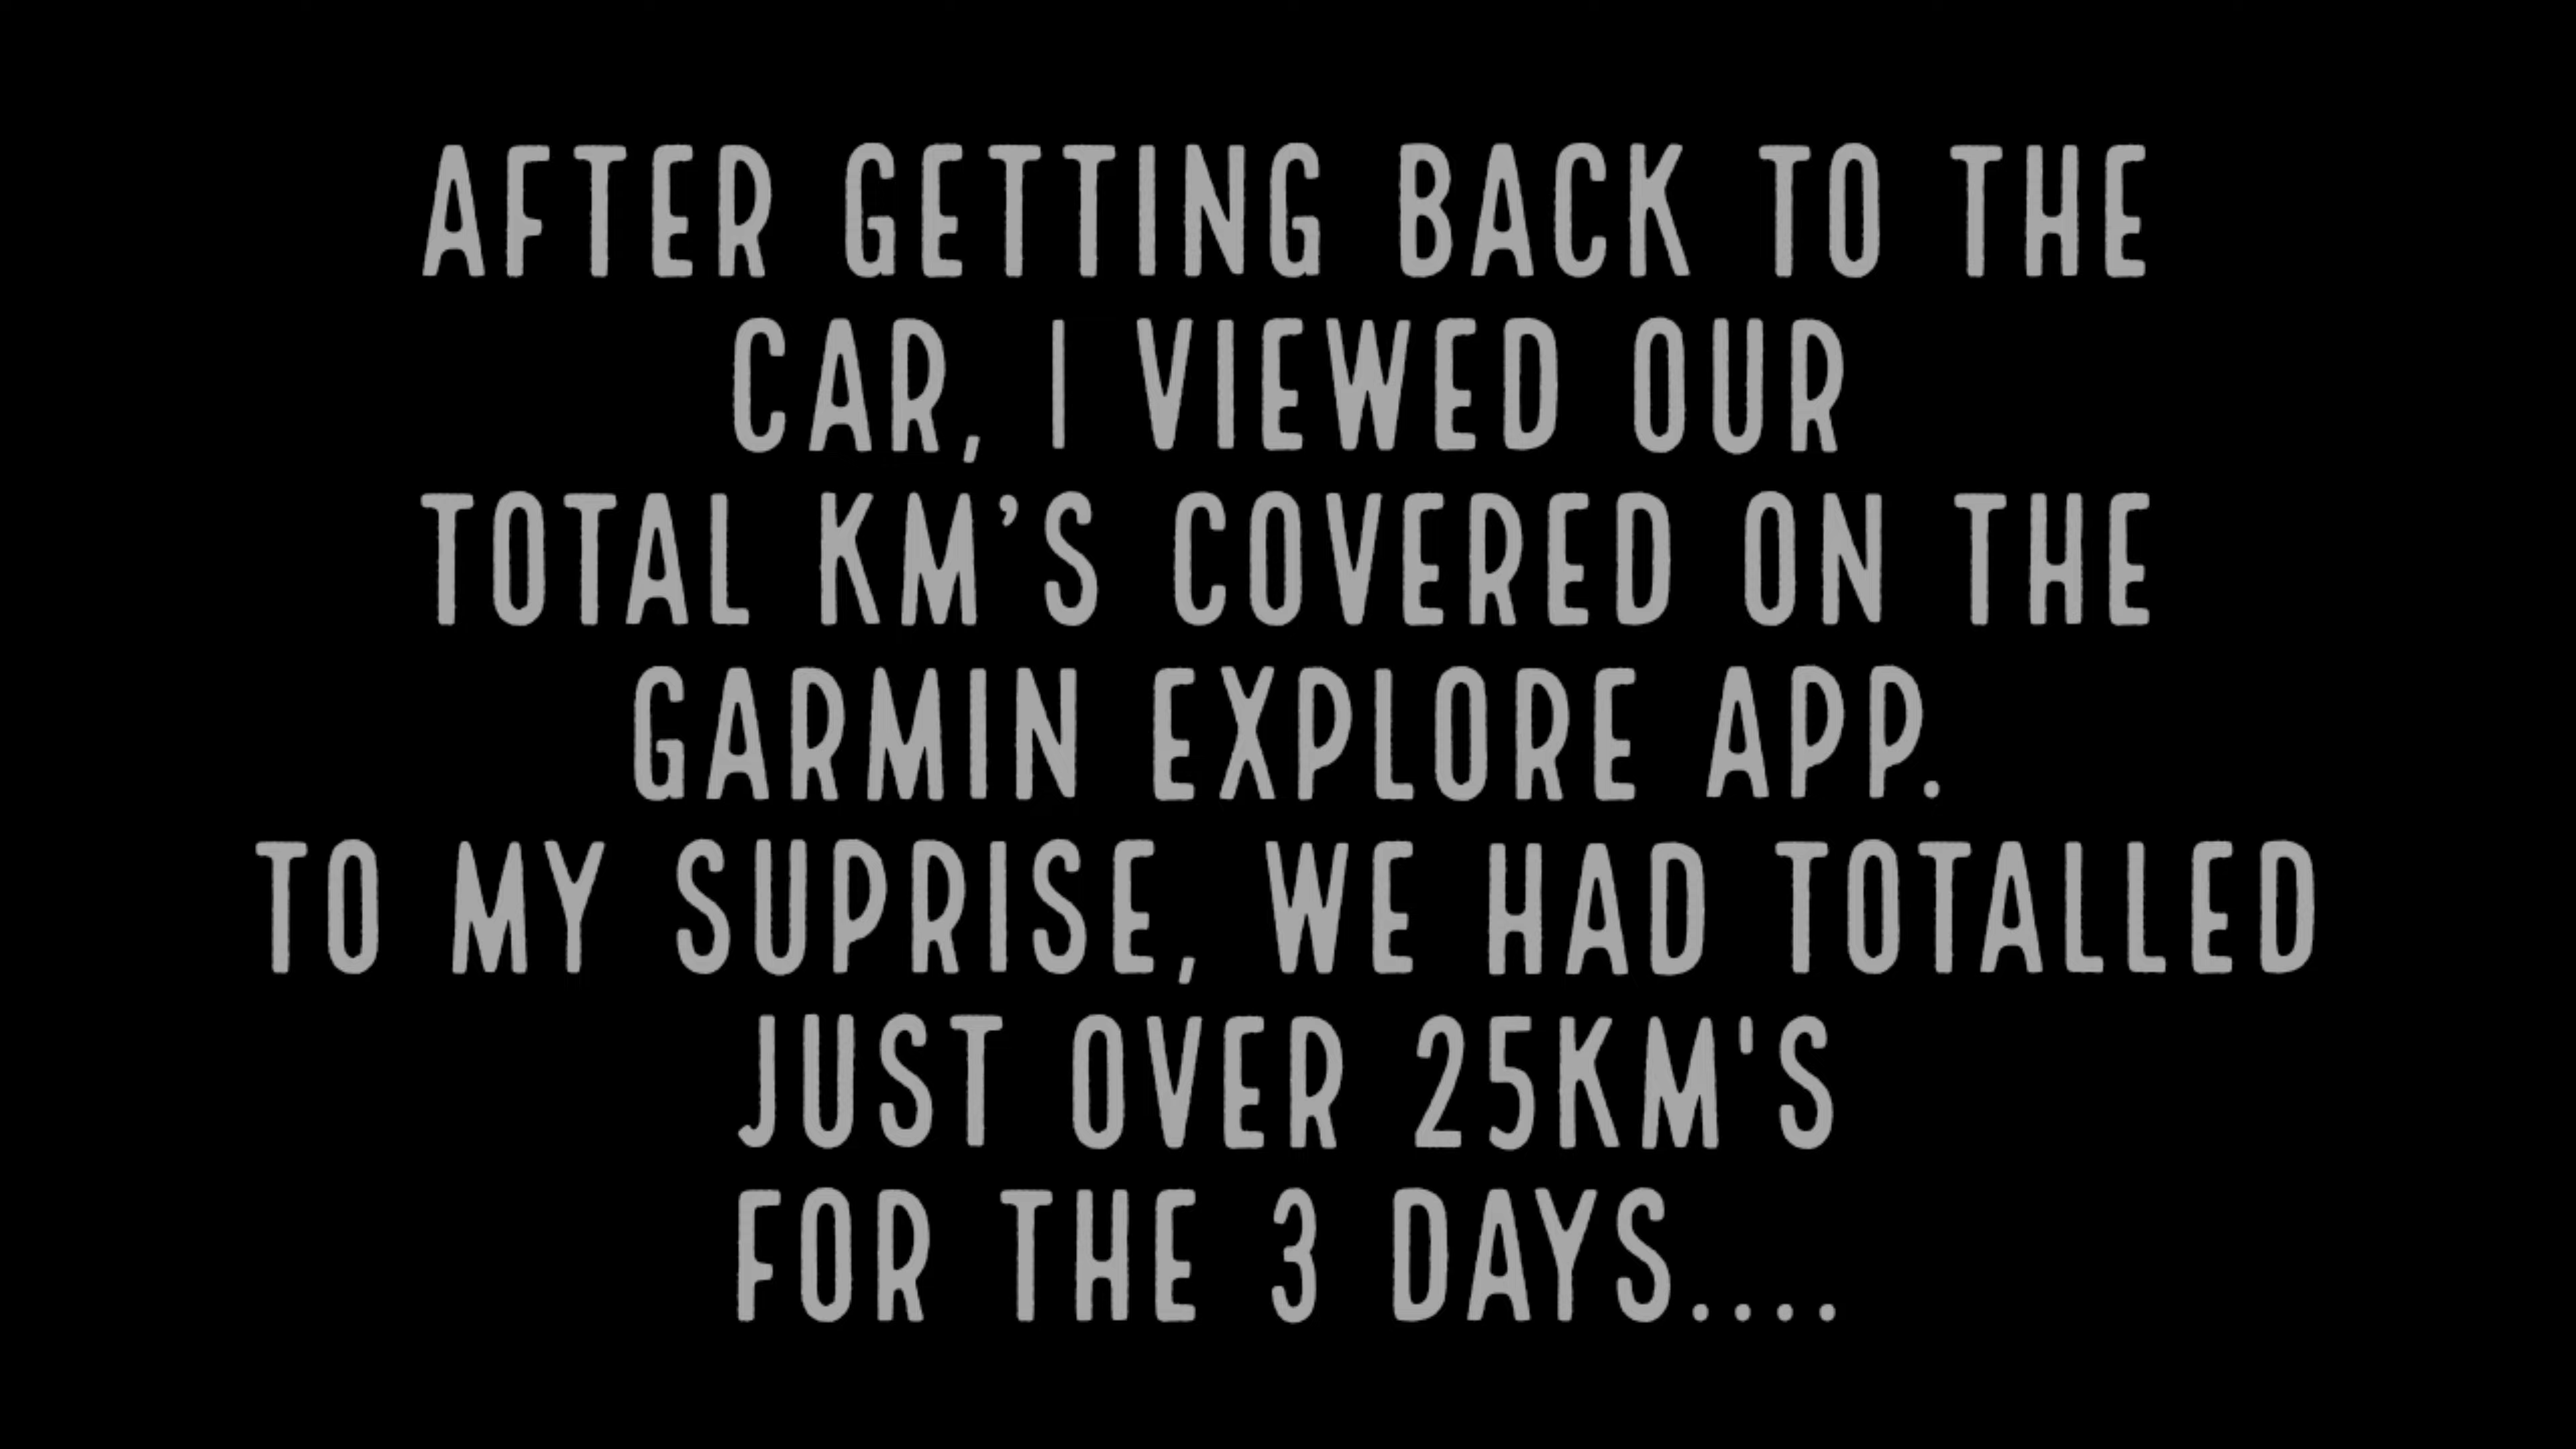 AFTER GETTING BACK TO THE
CAR, I VIEWED OUR
TOTAL KM’S COVERED ON THE
GARMIN EXPLORE APP.
TO MY SUPRISE, WE HAD TOTALLED
JUST OVER 25KM'S
FOR THE 3 DAYS....